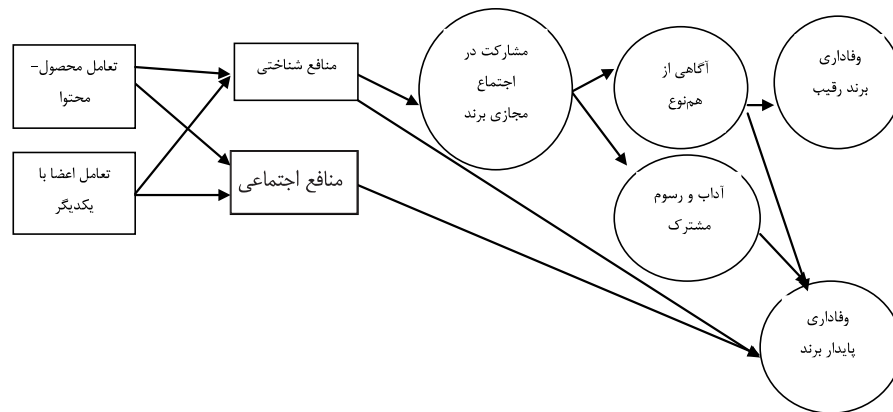 تعامل محصول-
محتوا
تعامل اعضا با
یکدیگر
منافع شناختی
منافع اجتماعی
مشارکت در
اجتماع
مجازی برند
آگاهی از
هم‌نوع
آداب و رسوم
مشترک
وفاداری
برند رقیب
وفاداری
پایدار برند